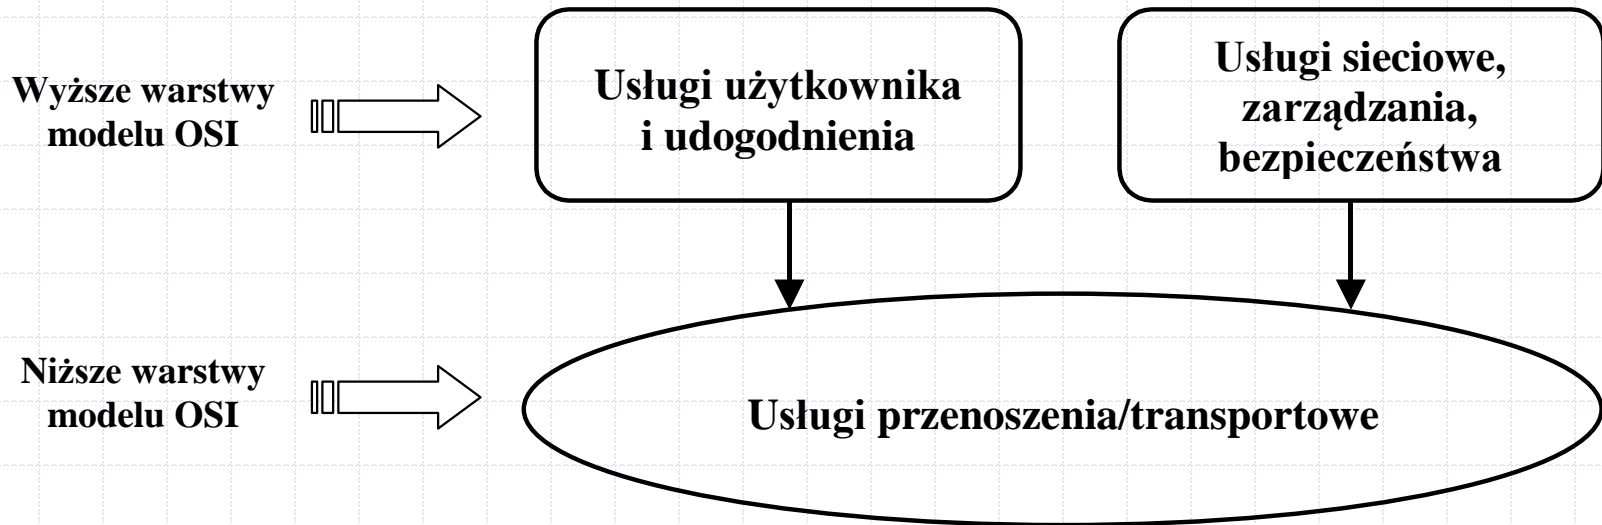 Wyższe warstwy
modelu OSI
Usługi użytkownika
i udogodnienia
Usługi sieciowe,
zarządzania,
bezpieczeństwa
Niższe warstwy
modelu OSI
Usługi przenoszenia/transportowe